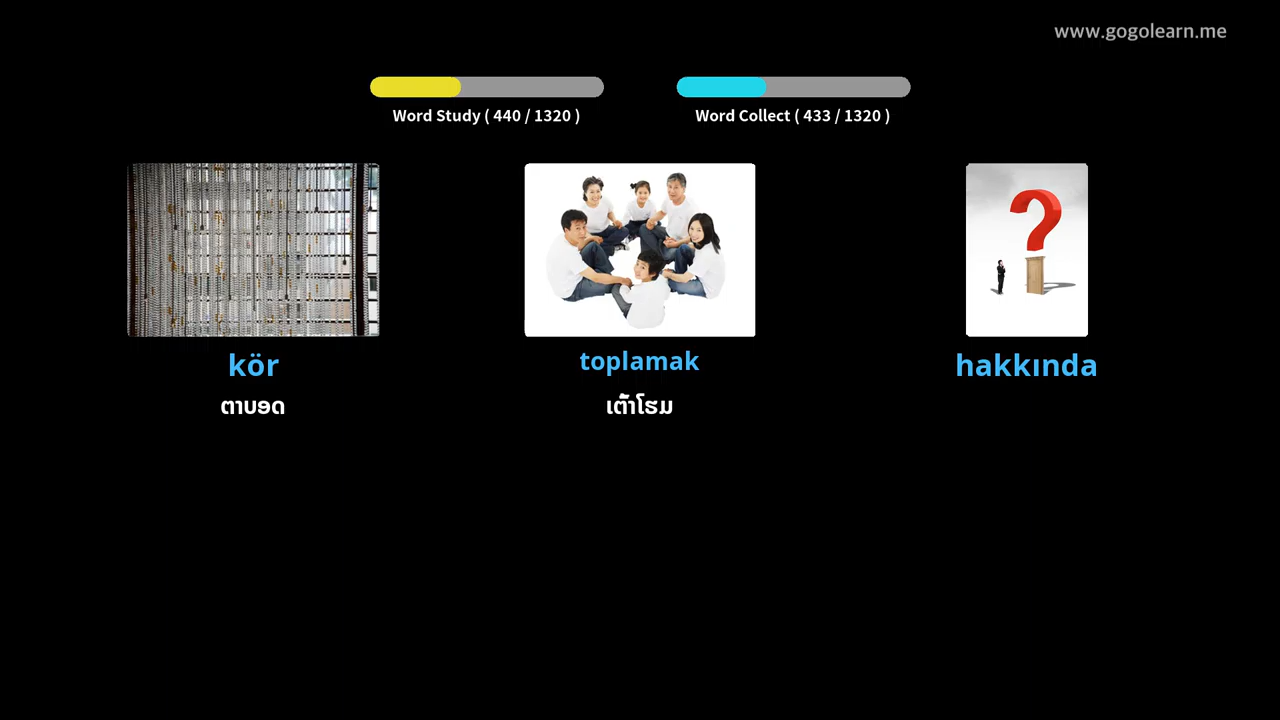 www.gogolearn.me
Word Study ( 440 / 1320 )
Word Collect ( 433 / 1320 )
kör
toplamak
hakkında
ຕາບອດ
ເຕົ້າໂຮມ